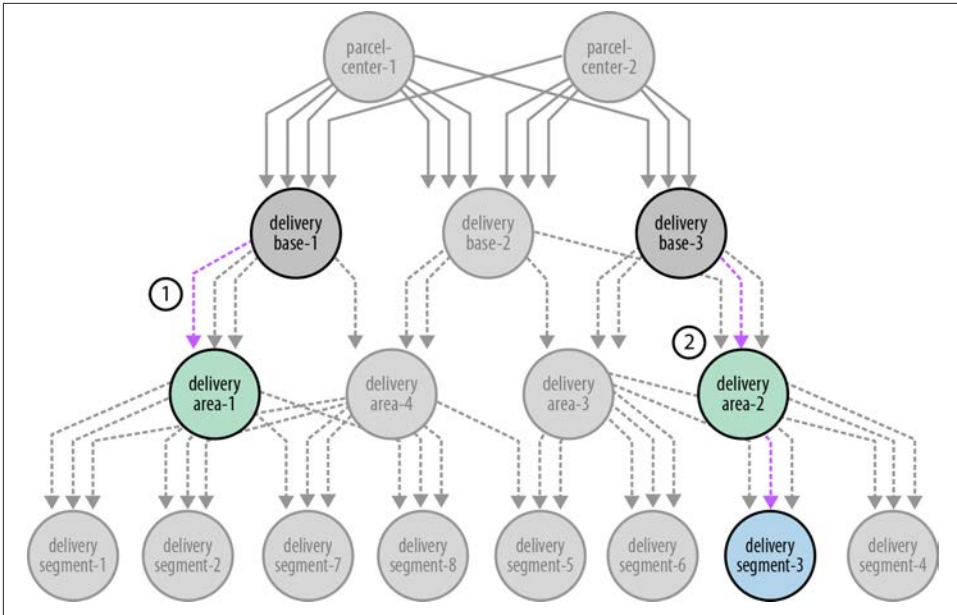 parcel-
center-1
parcel-
center-2
delivery
base-1
delivery
base-2
delivery
base-3
1
2
delivery
area-1
delivery
area-4
delivery
area-3
delivery
area-2
delivery
segment-1
delivery
segment-2
delivery
segment-7
delivery
segment-8
delivery
segment-5
delivery
segment-6
delivery
segment-3
delivery
segment-4